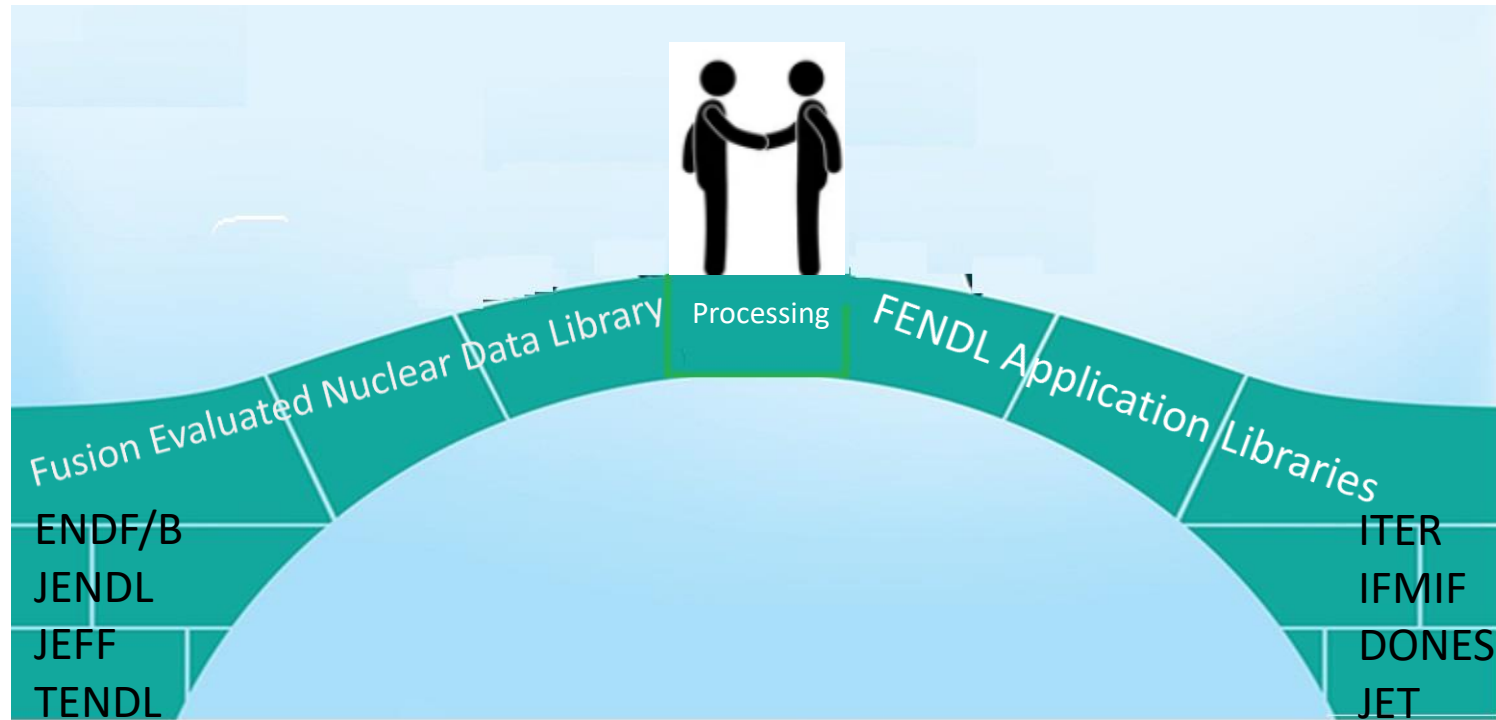 Fusion Evaluated Nuclear Data Library
Processing
FENDL Application Libraries
ENDF/B
JENDL
JEFF
TENDL
ITER
IFMIF
DONES
JET